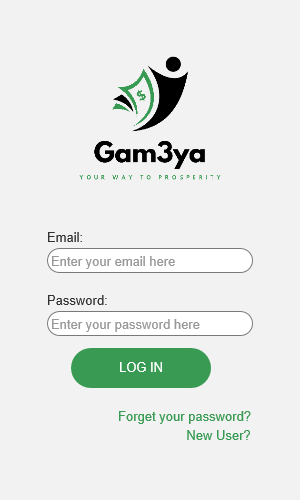 $
Gam3ya
YOUR WAY TO PROSPERITY
Email:
Enter your email here
Password:
Enter your password here
LOG IN
Forget your password?
New User?